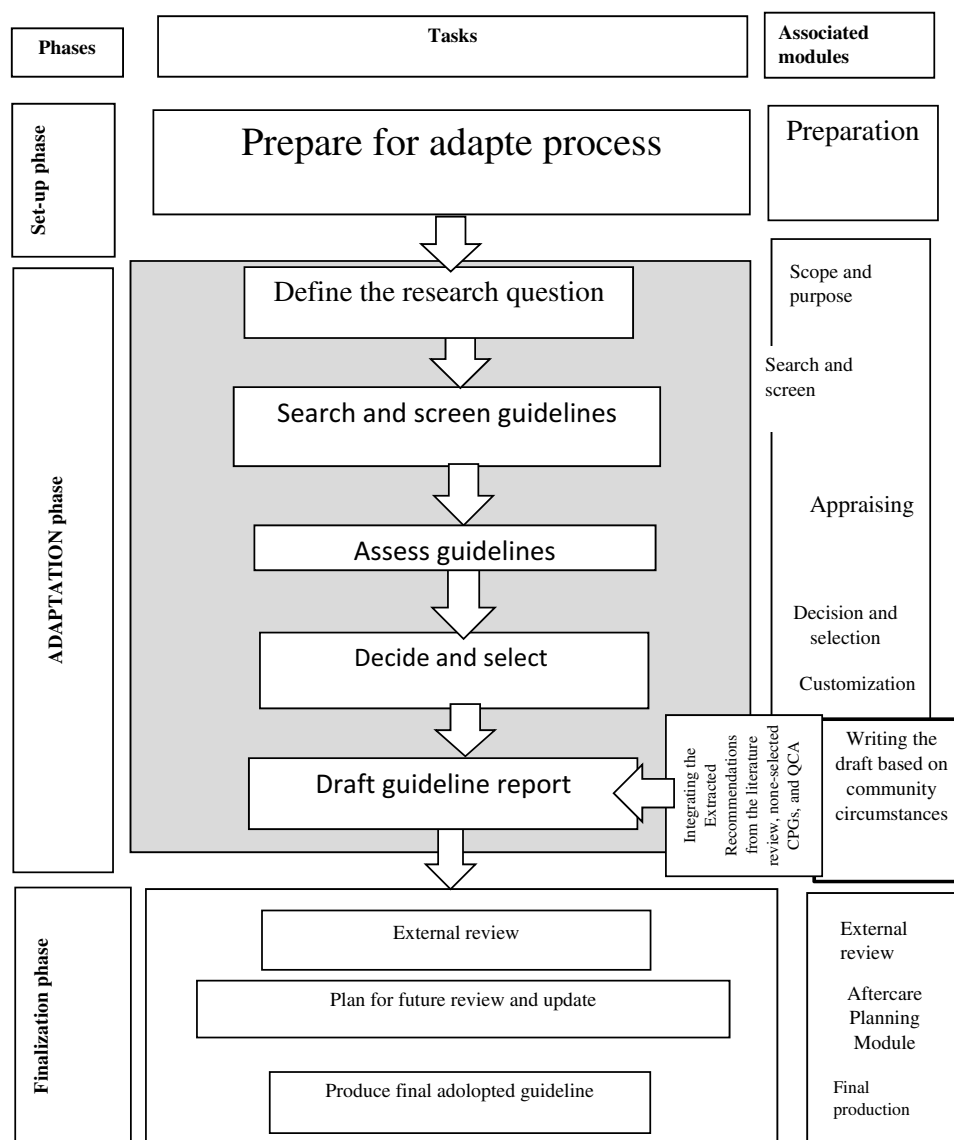 Phases
Tasks
Associated
modules
Set-up phase
Prepare for adapte process
Preparation
ADAPTATION phase
Define the research question
Scope and
purpose
Search and screen guidelines
Search and
screen
Assess guidelines
Appraising
Decide and select
Decision and
selection
Customization
Draft guideline report
Integrating the
Extracted
Recommendations
from the literature
review, none-selected
CPGs, and QCA
Writing the
draft based on
community
circumstances
Finalization phase
External review
External
review
Plan for future review and update
Aftercare
Planning
Module
Produce final adolopted guideline
Final
production